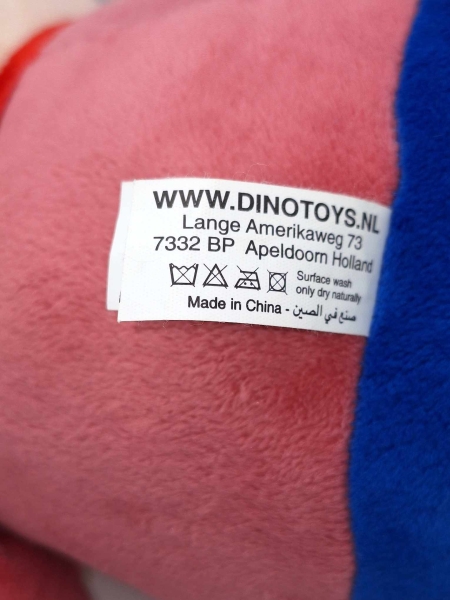 WWW.DINOTOYS.NL
Lange Amerikaweg 73
7332 BP Apeldoorn Holland
Surface wash
only dry naturally
Made in China - صنع في الصين